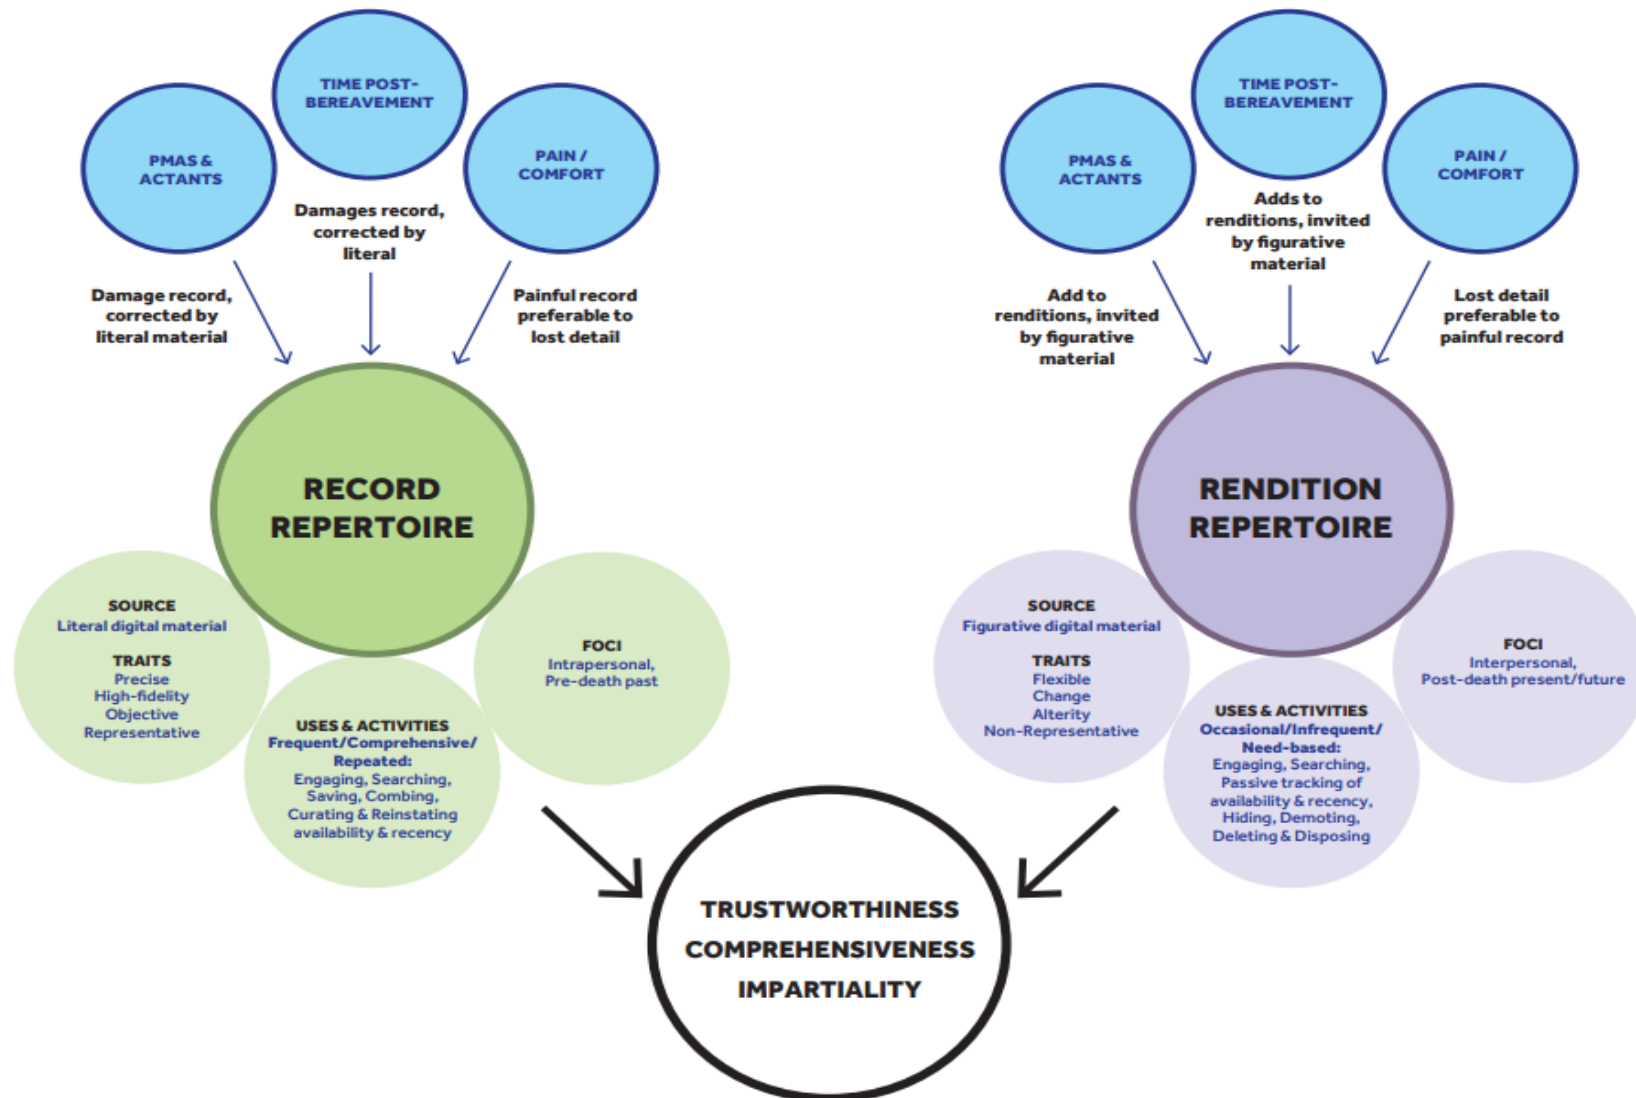 TIME POST-
BEREAVEMENT
PMAS &
ACTANTS
PAIN /
COMFORT
Damages record,
corrected by
literal
Damage record,
corrected by
literal material
Painful record
preferable to
lost detail
RECORD
REPERTOIRE
SOURCE
Literal digital material
TRAITS
Precise
High-fidelity
Objective
Representative
USES & ACTIVITIES
Frequent/Comprehensive/
Repeated:
Engaging, Searching,
Saving, Combing,
Curating & Reinstating
availability & recency
FOCI
Intrapersonal,
Pre-death past
TIME POST-
BEREAVEMENT
PMAS &
ACTANTS
PAIN /
COMFORT
Adds to
renditions, invited
by figurative
material
Add to
renditions, invited
by figurative
material
Lost detail
preferable to
painful record
RENDITION
REPERTOIRE
SOURCE
Figurative digital material
TRAITS
Flexible
Change
Alterity
Non-Representative
USES & ACTIVITIES
Occasional/Infrequent/
Need-based:
Engaging, Searching,
Passive tracking of
availability & recency,
Hiding, Demoting,
Deleting & Disposing
FOCI
Interpersonal,
Post-death present/future
TRUSTWORTHINESS
COMPREHENSIVENESS
IMPARTIALITY